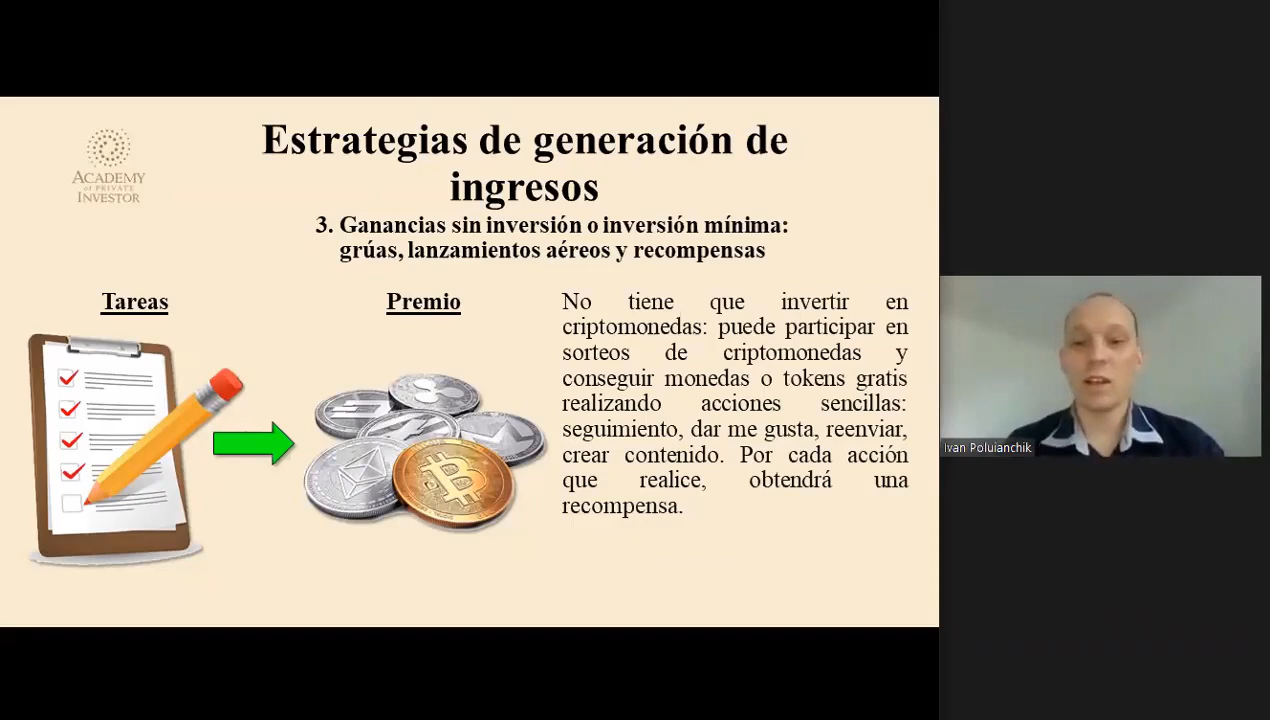 ACADEMY
OF PRIVATE
INVESTOR
Estrategias de generación de
ingresos
3. Ganancias sin inversión o inversión mínima:
grúas, lanzamientos aéreos y recompensas
Tareas
Premio
No tiene que invertir en
criptomonedas: puede participar en
sorteos de criptomonedas y
conseguir monedas o tokens gratis
realizando acciones sencillas:
seguimiento, dar me gusta, reenviar,
crear contenido. Por cada acción
que realice, obtendrá una
recompensa.
Ivan Poluianchik